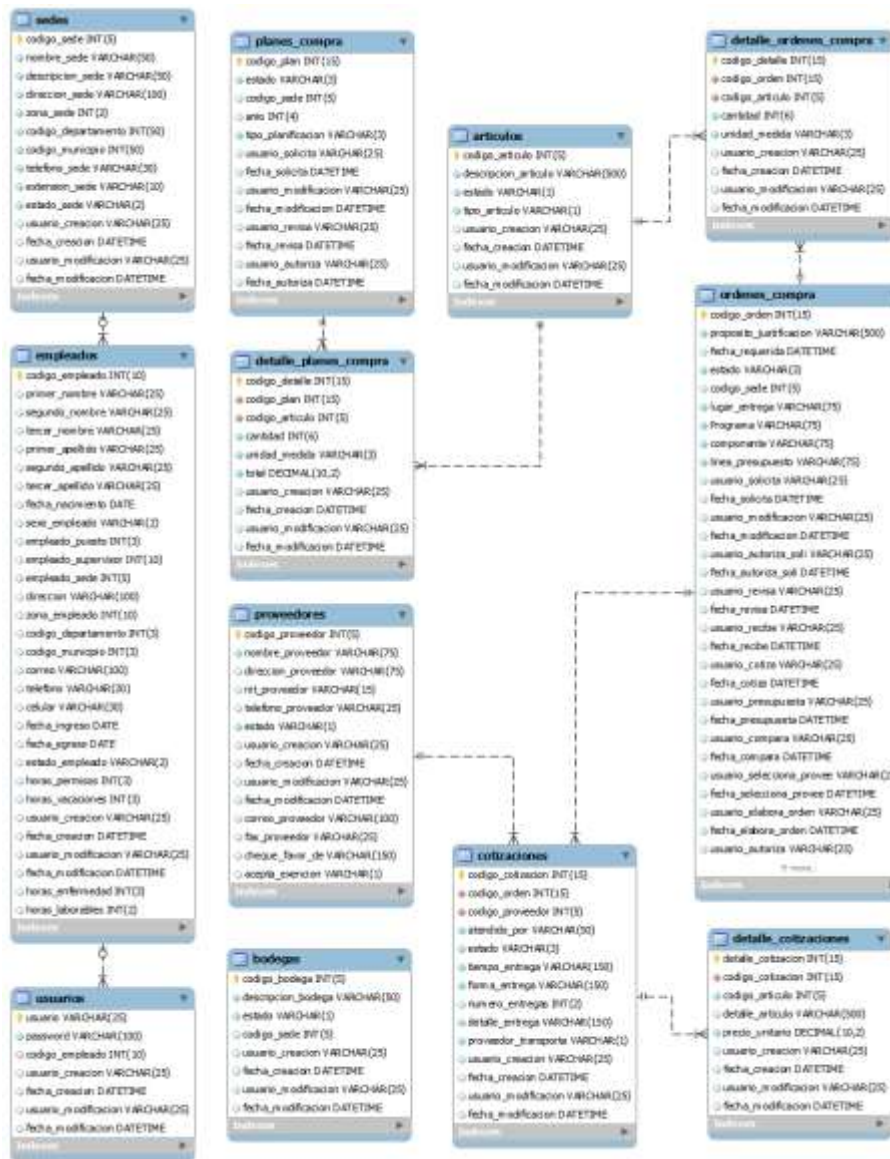 sedes
codigo_sede INT(5)
nombre_sede VARCHAR(50)
descripcion_sede VARCHAR(50)
direccion_sede VARCHAR(100)
zona_sede INT(2)
codigo_departamento INT(50)
codigo_municipio INT(50)
telefono_sede VARCHAR(30)
extension_sede VARCHAR(10)
estado_sede VARCHAR(2)
usuario_creacion VARCHAR(25)
fecha_creacion DATETIME
usuario_modificacion VARCHAR(25)
fecha_modificacion DATETIME
Indexes
empleados
codigo_empleado INT(10)
primer_nombre VARCHAR(25)
segundo_nombre VARCHAR(25)
tercer_nombre VARCHAR(25)
primer_apellido VARCHAR(25)
segundo_apellido VARCHAR(25)
tercer_apellido VARCHAR(25)
fecha_nacimiento DATE
sexo_empleado VARCHAR(2)
empleado_puesto INT(3)
empleado_supervisor INT(10)
empleado_sede INT(5)
direccion VARCHAR(100)
zona_empleado INT(10)
codigo_departamento INT(3)
codigo_municipio INT(3)
correo VARCHAR(100)
telefono VARCHAR(30)
celular VARCHAR(30)
fecha_ingreso DATE
fecha_egreso DATE
estado_empleado VARCHAR(2)
horas_permisos INT(3)
horas_vacaciones INT(3)
usuario_creacion VARCHAR(25)
fecha_creacion DATETIME
usuario_modificacion VARCHAR(25)
fecha_modificacion DATETIME
horas_enfermedad INT(3)
horas_laborables INT(2)
Indexes
usuarios
usuario VARCHAR(25)
password VARCHAR(100)
codigo_empleado INT(10)
usuario_creacion VARCHAR(25)
fecha_creacion DATETIME
usuario_modificacion VARCHAR(25)
fecha_modificacion DATETIME
Indexes
planes_compra
codigo_plan INT(15)
estado VARCHAR(3)
codigo_sede INT(5)
anio INT(4)
tipo_planificacion VARCHAR(3)
usuario_solicita VARCHAR(25)
fecha_solicita DATETIME
usuario_modificacion VARCHAR(25)
fecha_modificacion DATETIME
usuario_revisa VARCHAR(25)
fecha_revisa DATETIME
usuario_autoriza VARCHAR(25)
fecha_autoriza DATETIME
Indexes
detalle_planes_compra
codigo_detalle INT(15)
codigo_plan INT(15)
codigo_articulo INT(5)
cantidad INT(6)
unidad_medida VARCHAR(3)
total DECIMAL(10,2)
usuario_creacion VARCHAR(25)
fecha_creacion DATETIME
usuario_modificacion VARCHAR(25)
fecha_modificacion DATETIME
Indexes
proveedores
codigo_proveedor INT(5)
nombre_proveedor VARCHAR(75)
direccion_proveedor VARCHAR(75)
nit_proveedor VARCHAR(15)
telefono_proveedor VARCHAR(25)
estado VARCHAR(1)
usuario_creacion VARCHAR(25)
fecha_creacion DATETIME
usuario_modificacion VARCHAR(25)
fecha_modificacion DATETIME
correo_proveedor VARCHAR(100)
fax_proveedor VARCHAR(25)
cheque_favor_de VARCHAR(150)
acepta_exencion VARCHAR(1)
Indexes
bodegas
codigo_bodega INT(5)
descripcion_bodega VARCHAR(50)
estado VARCHAR(1)
codigo_sede INT(5)
usuario_creacion VARCHAR(25)
fecha_creacion DATETIME
usuario_modificacion VARCHAR(25)
fecha_modificacion DATETIME
Indexes
articulos
codigo_articulo INT(5)
descripcion_articulo VARCHAR(500)
estado VARCHAR(1)
tipo_articulo VARCHAR(1)
usuario_creacion VARCHAR(25)
fecha_creacion DATETIME
usuario_modificacion VARCHAR(25)
fecha_modificacion DATETIME
Indexes
cotizaciones
codigo_cotizacion INT(15)
codigo_orden INT(15)
codigo_proveedor INT(5)
atendido_por VARCHAR(50)
estado VARCHAR(3)
tiempo_entrega VARCHAR(150)
forma_entrega VARCHAR(150)
numero_entregas INT(2)
detalle_entrega VARCHAR(150)
proveedor_transporta VARCHAR(1)
usuario_creacion VARCHAR(25)
fecha_creacion DATETIME
usuario_modificacion VARCHAR(25)
fecha_modificacion DATETIME
Indexes
detalle_ordenes_compra
codigo_detalle INT(15)
codigo_orden INT(15)
codigo_articulo INT(5)
cantidad INT(6)
unidad_medida VARCHAR(3)
usuario_creacion VARCHAR(25)
fecha_creacion DATETIME
usuario_modificacion VARCHAR(25)
fecha_modificacion DATETIME
Indexes
ordenes_compra
codigo_orden INT(15)
proposito_justificacion VARCHAR(500)
fecha_requerida DATETIME
estado VARCHAR(3)
codigo_sede INT(5)
lugar_entrega VARCHAR(75)
Programa VARCHAR(75)
componente VARCHAR(75)
linea_presupuesto VARCHAR(75)
usuario_solicita VARCHAR(25)
fecha_solicita DATETIME
usuario_modificacion VARCHAR(25)
fecha_modificacion DATETIME
usuario_autoriza_soli VARCHAR(25)
fecha_autoriza_soli DATETIME
usuario_revisa VARCHAR(25)
fecha_revisa DATETIME
usuario_recibe VARCHAR(25)
fecha_recibe DATETIME
usuario_cotiza VARCHAR(25)
fecha_cotiza DATETIME
usuario_presupuesta VARCHAR(25)
fecha_presupuesta DATETIME
usuario_compara VARCHAR(25)
fecha_compara DATETIME
usuario_selecciona_provee VARCHAR(2
fecha_selecciona_provee DATETIME
usuario_elabora_orden VARCHAR(25)
fecha_elabora_orden DATETIME
usuario_autoriza VARCHAR(25)
more...
Indexes
detalle_cotizaciones
detalle_cotizacion INT(15)
codigo_cotizacion INT(15)
codigo_articulo INT(5)
detalle_articulo VARCHAR(500)
precio_unitario DECIMAL(10,2)
usuario_creacion VARCHAR(25)
fecha_creacion DATETIME
usuario_modificacion VARCHAR(25)
fecha_modificacion DATETIME
Indexes